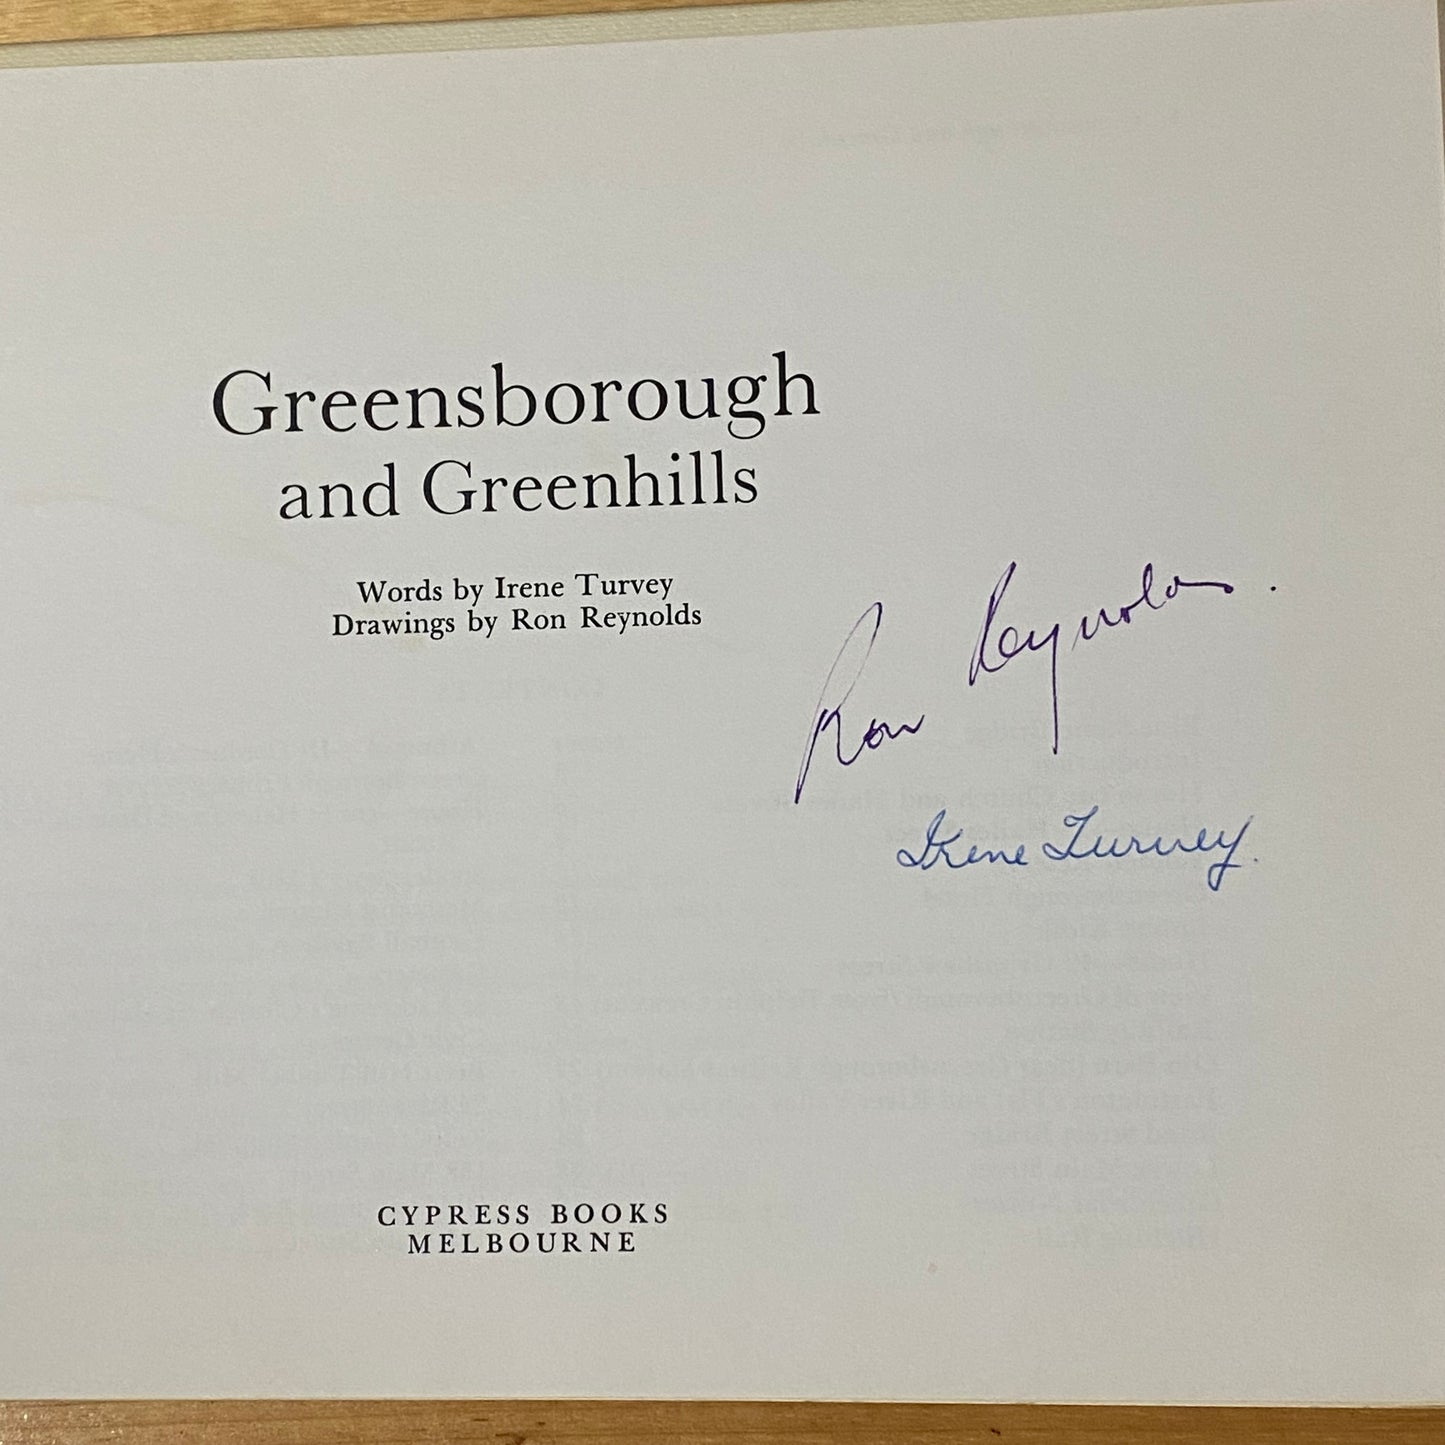 Greensborough
and Greenhills
Words by Irene Turvey
Drawings by Ron Reynolds
Ron Reynolds.
Irene Turvey.
CYPRESS BOOKS
MELBOURNE